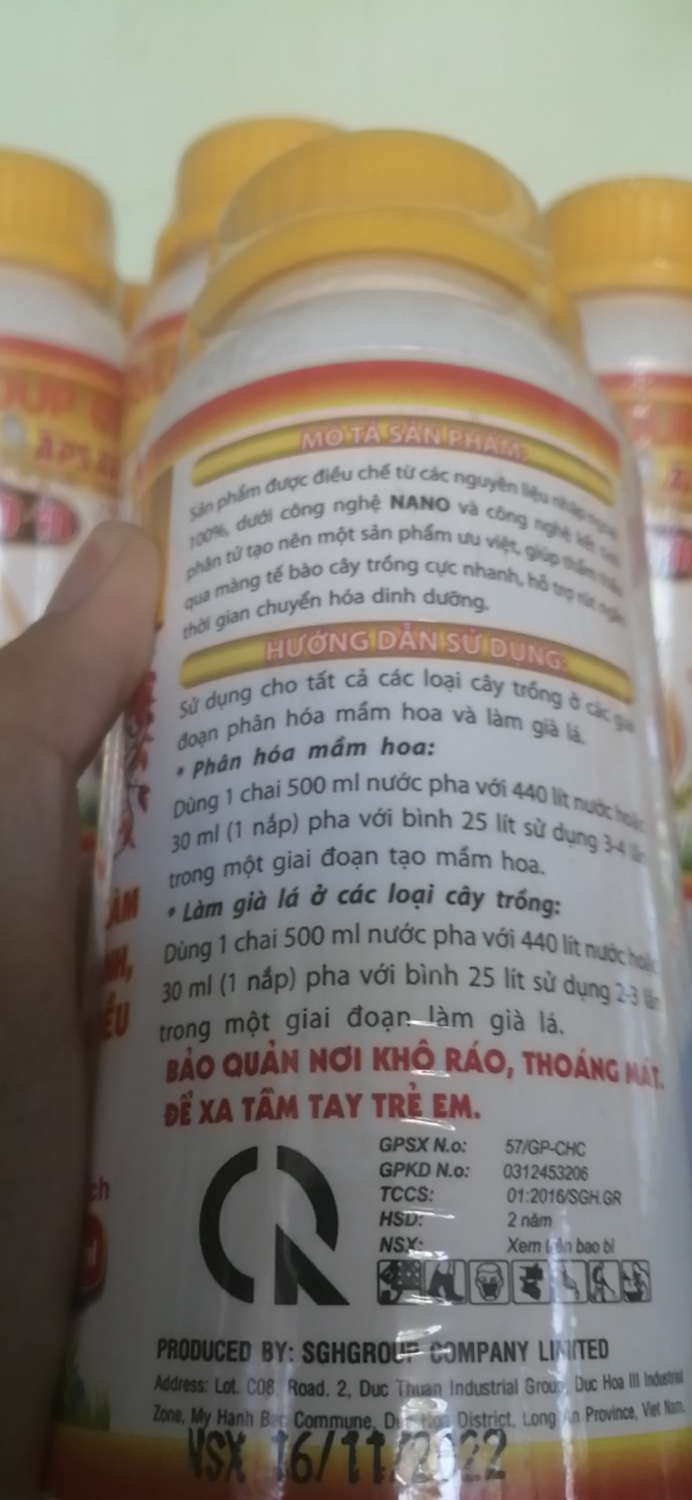 MÔ TẢ SẢN PHẨM:
Sản phẩm được điều chế từ các nguyên liệu nhập
100%, dưới công nghệ NANO và công nghệ kết
phân tử tạo nên một sản phẩm ưu việt, giúp thẩm
qua màng tế bào cây trồng cực nhanh, hỗ trợ rút ngắn
thời gian chuyển hóa dinh dưỡng.
HƯỚNG DẪN SỬ DỤNG:
Sử dụng cho tất cả các loại cây trồng ở các
đoạn phân hóa mầm hoa và làm già lá.
• Phân hóa mầm hoa:
Dùng 1 chai 500 ml nước pha với 440 lít nước hoặc
30 ml (1 nắp) pha với bình 25 lít sử dụng 3-4 lần
trong một giai đoạn tạo mầm hoa.
• Làm già lá ở các loại cây trồng:
Dùng 1 chai 500 ml nước pha với 440 lít nước hoặc
30 ml (1 nắp) pha với bình 25 lít sử dụng 2-3 lần
trong một giai đoạn làm già lá.
BẢO QUẢN NƠI KHÔ RÁO, THOÁNG MÁT.
ĐỂ XA TẦM TAY TRẺ EM.
GPSX N.o: 57/GP-CHC
GPKD N.o: 0312453206
TCCS: 01:2016/SGH.GR
HSD: 2 năm
NSX: Xem trên bao bì
PRODUCED BY: SGHGROUP COMPANY LIMITED
Address: Lot. C08, Road. 2, Duc Thuan Industrial Group, Duc Hoa III Industrial
Zone, My Hanh Bac Commune, Duc Hoa District, Long An Province, Viet Nam.
NSX 16/11/2022